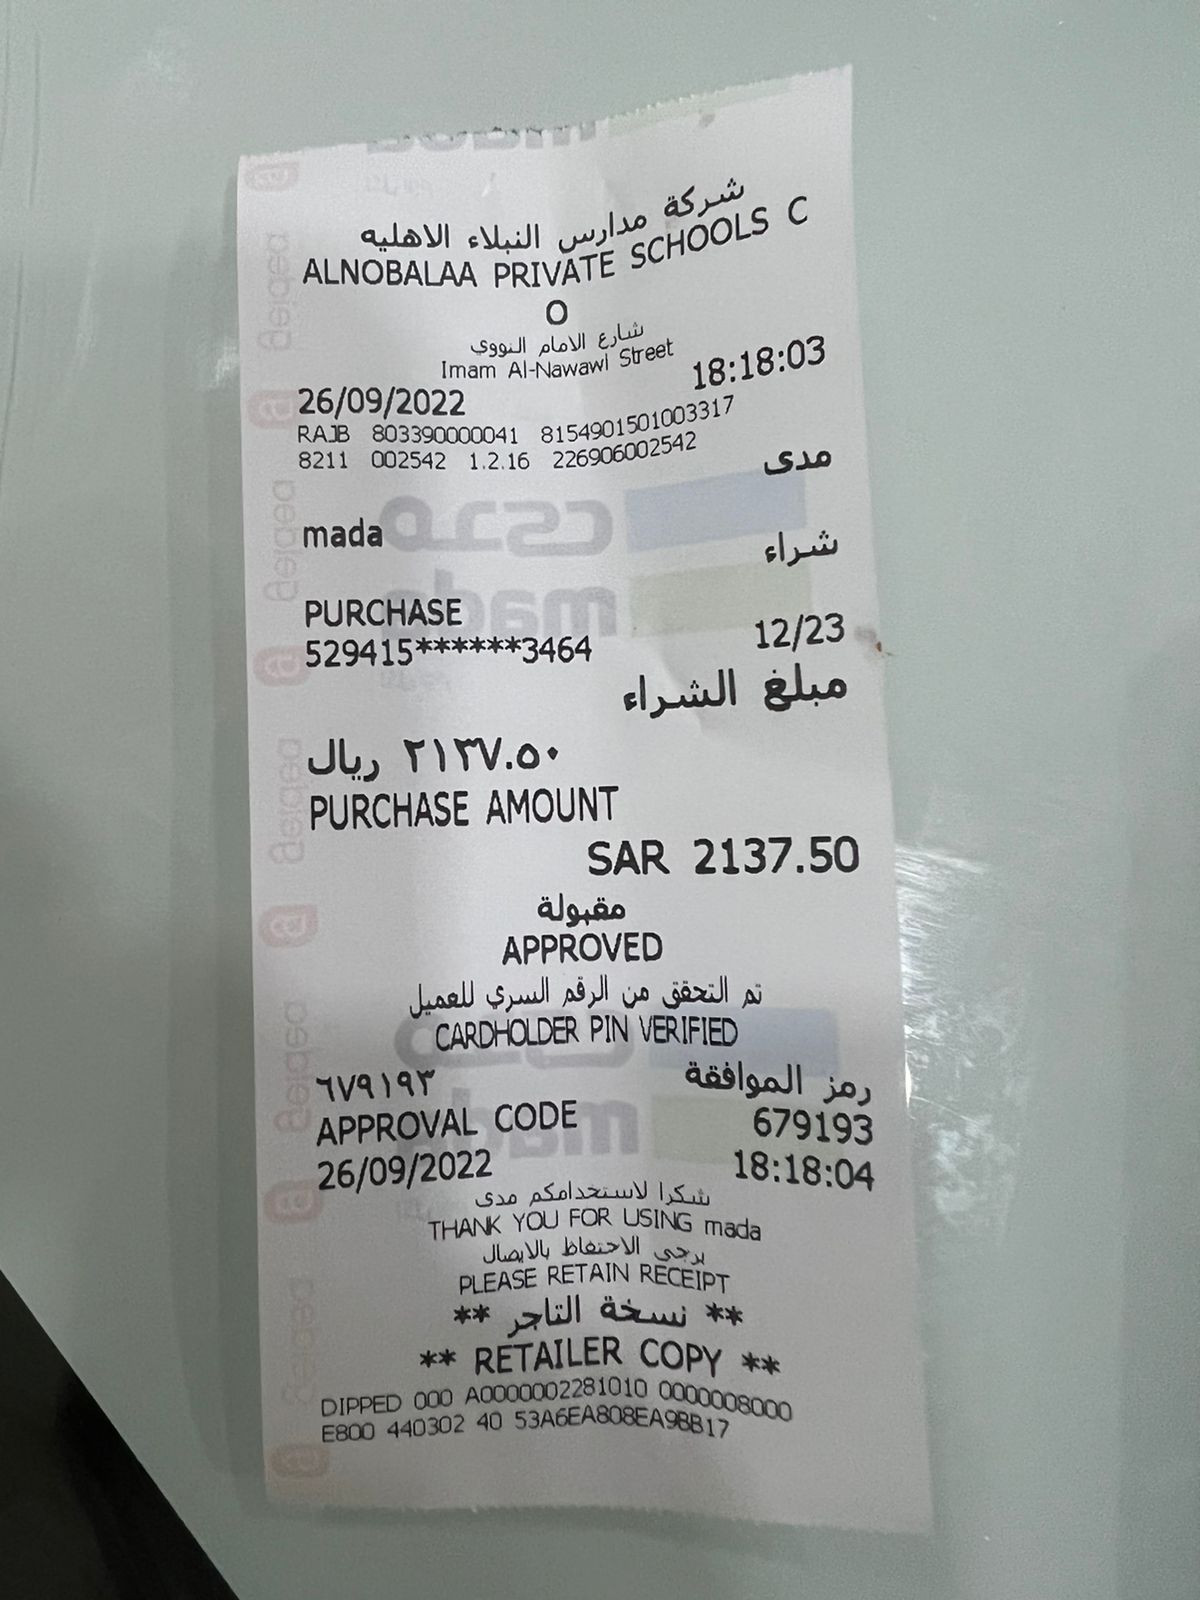 شركة مدارس النبلاء الاهليه
ALNOBALAA PRIVATE SCHOOLS C
O
شارع الامام النووي
Imam Al-Nawawi Street
26/09/2022 18:18:03
RAJB 803390000041 8154901501003317
8211 002542 1.2.16 226906002542
مدى
mada
شراء
PURCHASE
529415******3464 12/23
مبلغ الشراء
٢١٣٧.٥٠ ريال
PURCHASE AMOUNT
SAR 2137.50
مقبولة
APPROVED
تم التحقق من الرقم السري للعميل
CARDHOLDER PIN VERIFIED
رمز الموافقة ٦٧٩١٩٣
APPROVAL CODE 679193
26/09/2022 18:18:04
شكرا لاستخدامكم مدى
THANK YOU FOR USING mada
يرجى الاحتفاظ بالايصال
PLEASE RETAIN RECEIPT
** نسخة التاجر **
** RETAILER COPY **
DIPPED 000 A0000002281010 0000008000
E800 440302 40 53A6EA808EA9BB17